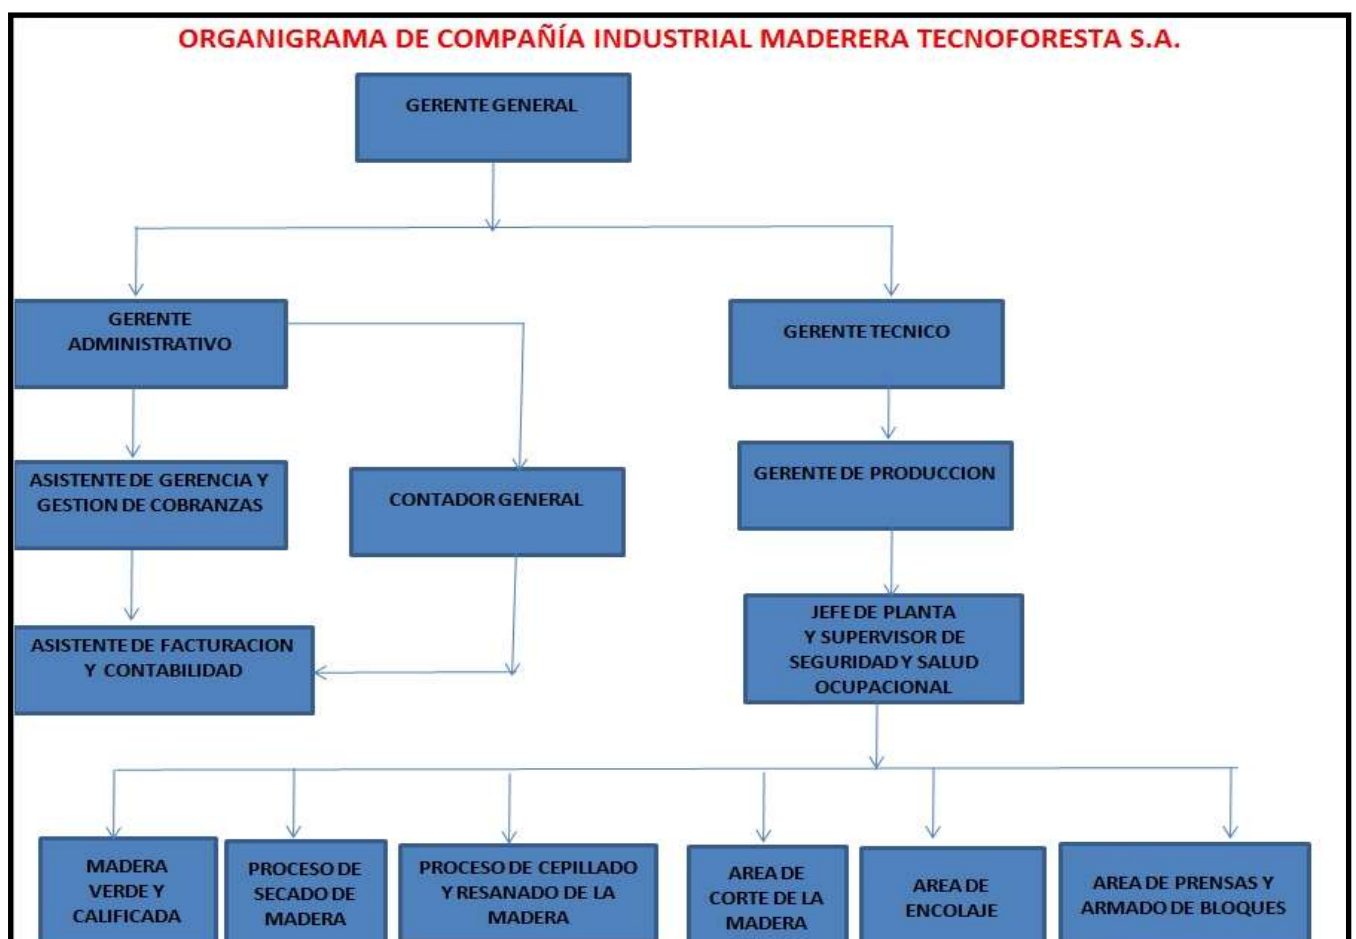 ORGANIGRAMA DE COMPAÑÍA INDUSTRIAL MADERERA TECNOFORESTA S.A.
GERENTE GENERAL
GERENTE
ADMINISTRATIVO
GERENTE TECNICO
ASISTENTE DE GERENCIA Y
GESTION DE COBRANZAS
CONTADOR GENERAL
GERENTE DE PRODUCCION
ASISTENTE DE FACTURACION
Y CONTABILIDAD
JEFE DE PLANTA
Y SUPERVISOR DE
SEGURIDAD Y SALUD
OCUPACIONAL
MADERA
VERDE Y
CALIFICADA
PROCESO DE
SECADO DE
MADERA
PROCESO DE CEPILLADO
Y RESANADO DE LA
MADERA
AREA DE
CORTE DE LA
MADERA
AREA DE
ENCOLAJE
AREA DE PRENSAS Y
ARMADO DE BLOQUES